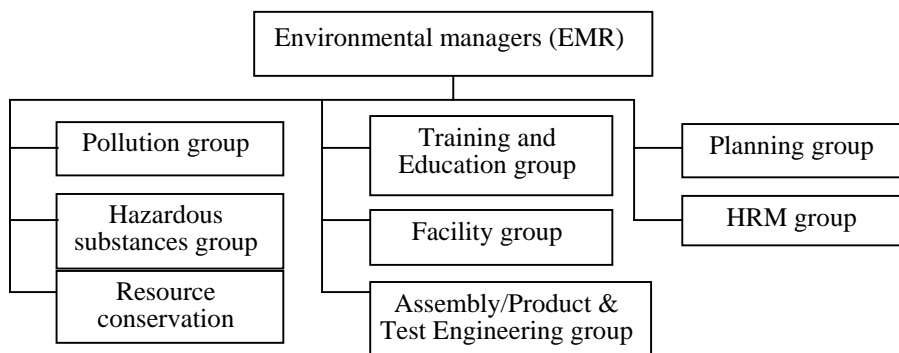 Environmental managers (EMR)
Pollution group
Hazardous
substances group
Resource
conservation
Training and
Education group
Facility group
Assembly/Product &
Test Engineering group
Planning group
HRM group